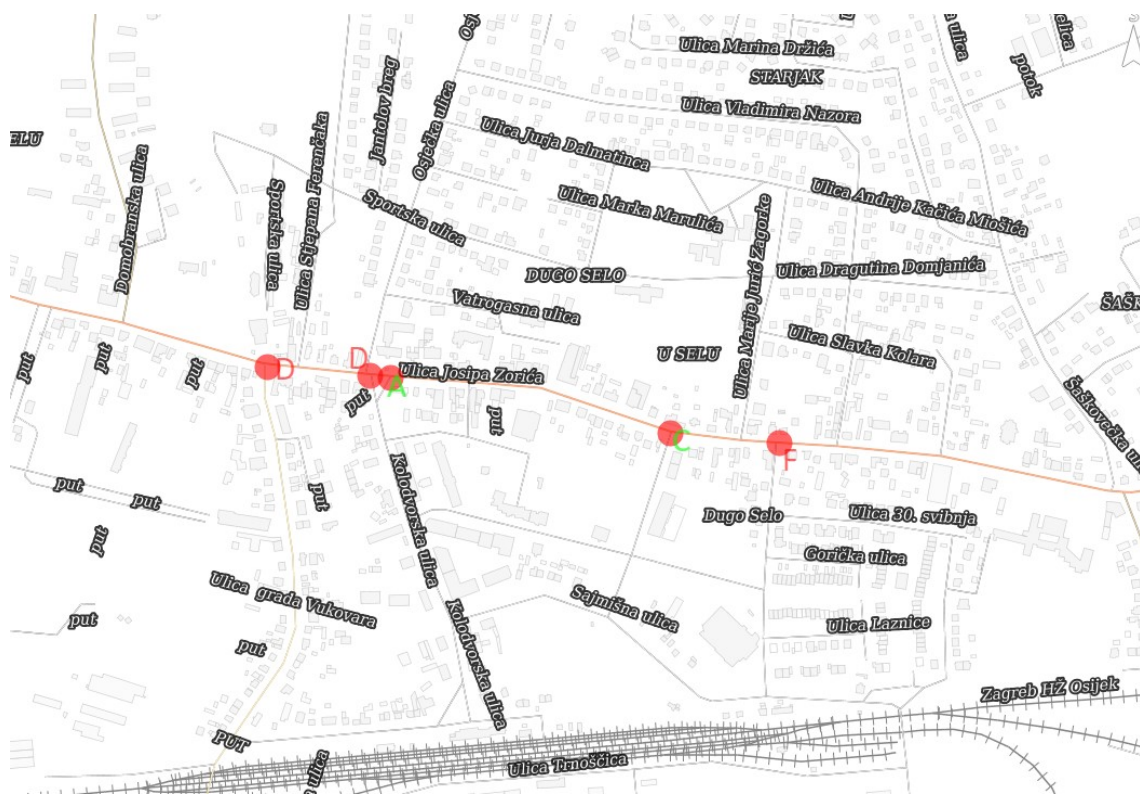 Ulica Marina Držića
STARJAK
Ulica Vladimira Nazora
potok
Jantolov breg
Osječka ulica
ELU
Domobranska ulica
Sportska ulica
Ulica Stjepana Ferenčaka
Sportska ulica
Ulica Jurja Dalmatinca
Ulica Marka Marulića
Ulica Andrije Kačića Miošića
DUGO SELO
Ulica Dragutina Domjanića
Ulica Marije Jurić Zagorke
Vatrogasna ulica
Ulica Slavka Kolara
U SELU
put
put
put
D
D
put
A
Ulica Josipa Zorića
put
C
F
put
put
put
put
Kolodvorska ulica
Dugo Selo
Ulica 30. svibnja
Gorička ulica
Ulica grada Vukovara
Sajmišna ulica
Ulica Laznice
put
put
Kolodvorska ulica
PUT
Zagreb HŽ Osijek
Ulica Trnoščica